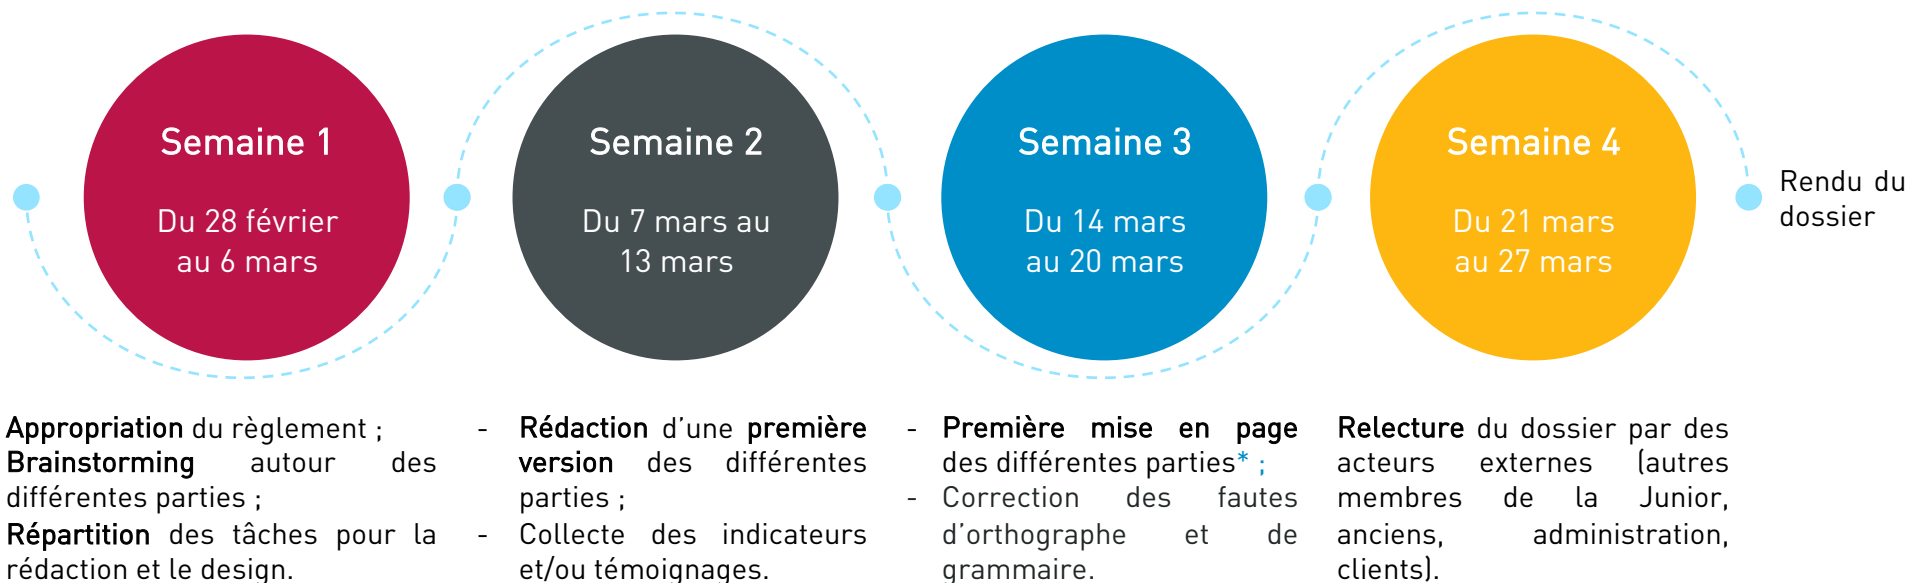 Semaine 1
Du 28 février
au 6 mars
Semaine 2
Du 7 mars au
13 mars
Semaine 3
Du 14 mars
au 20 mars
Semaine 4
Du 21 mars
au 27 mars
Rendu du
dossier
Appropriation du règlement ;
Brainstorming autour des
différentes parties ;
Répartition des tâches pour la
rédaction et le design.
- Rédaction d’une première
version des différentes
parties ;
- Collecte des indicateurs
et/ou témoignages.
- Première mise en page
des différentes parties* ;
- Correction des fautes
d’orthographe et de
grammaire.
Relecture du dossier par des
acteurs externes (autres
membres de la Junior,
anciens, administration,
clients).